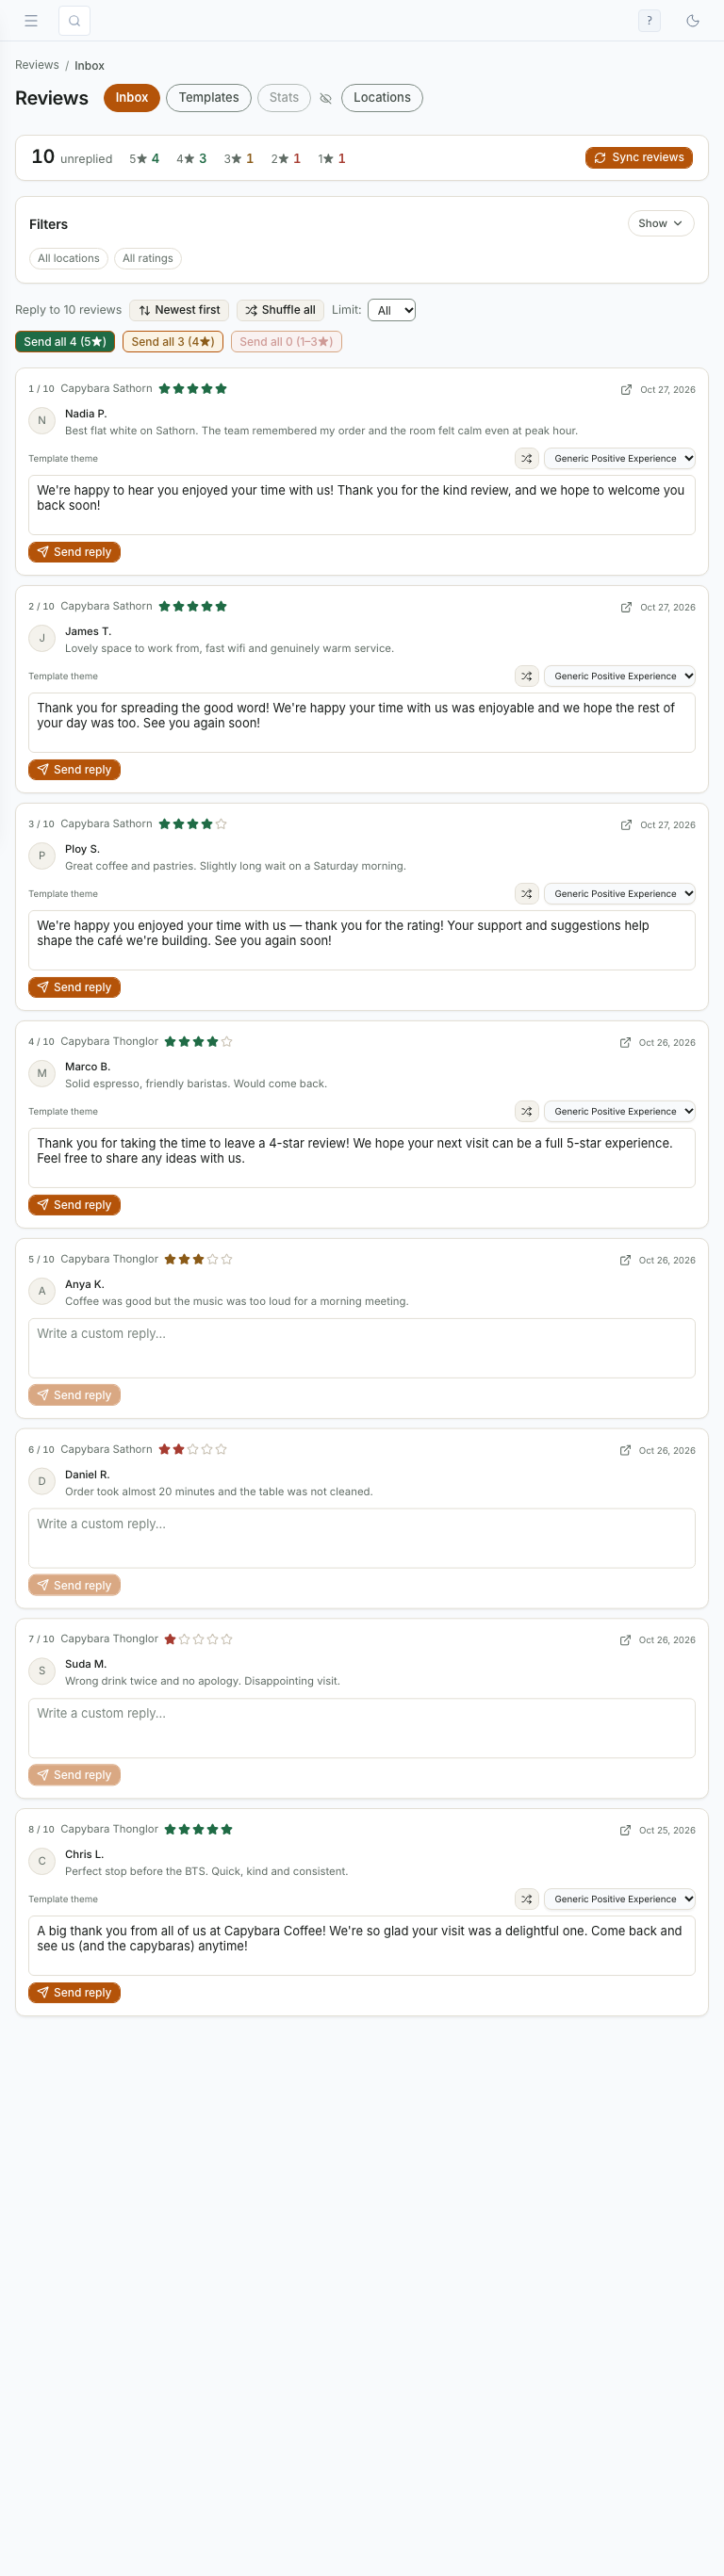 ?
Reviews / Inbox
Reviews Inbox Templates Stats Locations
10 unreplied 5★ 4 4★ 3 3★ 1 2★ 1 1★ 1 Sync reviews
Filters Show
All locations All ratings
Reply to 10 reviews Newest first Shuffle all Limit: All
Send all 4 (5★) Send all 3 (4★) Send all 0 (1–3★)
1 / 10 Capybara Sathorn Oct 27, 2026
N Nadia P.
Best flat white on Sathorn. The team remembered my order and the room felt calm even at peak hour.
Template theme Generic Positive Experience
We're happy to hear you enjoyed your time with us! Thank you for the kind review, and we hope to welcome you
back soon!
Send reply
2 / 10 Capybara Sathorn Oct 27, 2026
J James T.
Lovely space to work from, fast wifi and genuinely warm service.
Template theme Generic Positive Experience
Thank you for spreading the good word! We're happy your time with us was enjoyable and we hope the rest of
your day was too. See you again soon!
Send reply
3 / 10 Capybara Sathorn Oct 27, 2026
P Ploy S.
Great coffee and pastries. Slightly long wait on a Saturday morning.
Template theme Generic Positive Experience
We're happy you enjoyed your time with us — thank you for the rating! Your support and suggestions help
shape the café we're building. See you again soon!
Send reply
4 / 10 Capybara Thonglor Oct 26, 2026
M Marco B.
Solid espresso, friendly baristas. Would come back.
Template theme Generic Positive Experience
Thank you for taking the time to leave a 4-star review! We hope your next visit can be a full 5-star experience.
Feel free to share any ideas with us.
Send reply
5 / 10 Capybara Thonglor Oct 26, 2026
A Anya K.
Coffee was good but the music was too loud for a morning meeting.
Write a custom reply...
Send reply
6 / 10 Capybara Sathorn Oct 26, 2026
D Daniel R.
Order took almost 20 minutes and the table was not cleaned.
Write a custom reply...
Send reply
7 / 10 Capybara Thonglor Oct 26, 2026
S Suda M.
Wrong drink twice and no apology. Disappointing visit.
Write a custom reply...
Send reply
8 / 10 Capybara Thonglor Oct 25, 2026
C Chris L.
Perfect stop before the BTS. Quick, kind and consistent.
Template theme Generic Positive Experience
A big thank you from all of us at Capybara Coffee! We're so glad your visit was a delightful one. Come back and
see us (and the capybaras) anytime!
Send reply